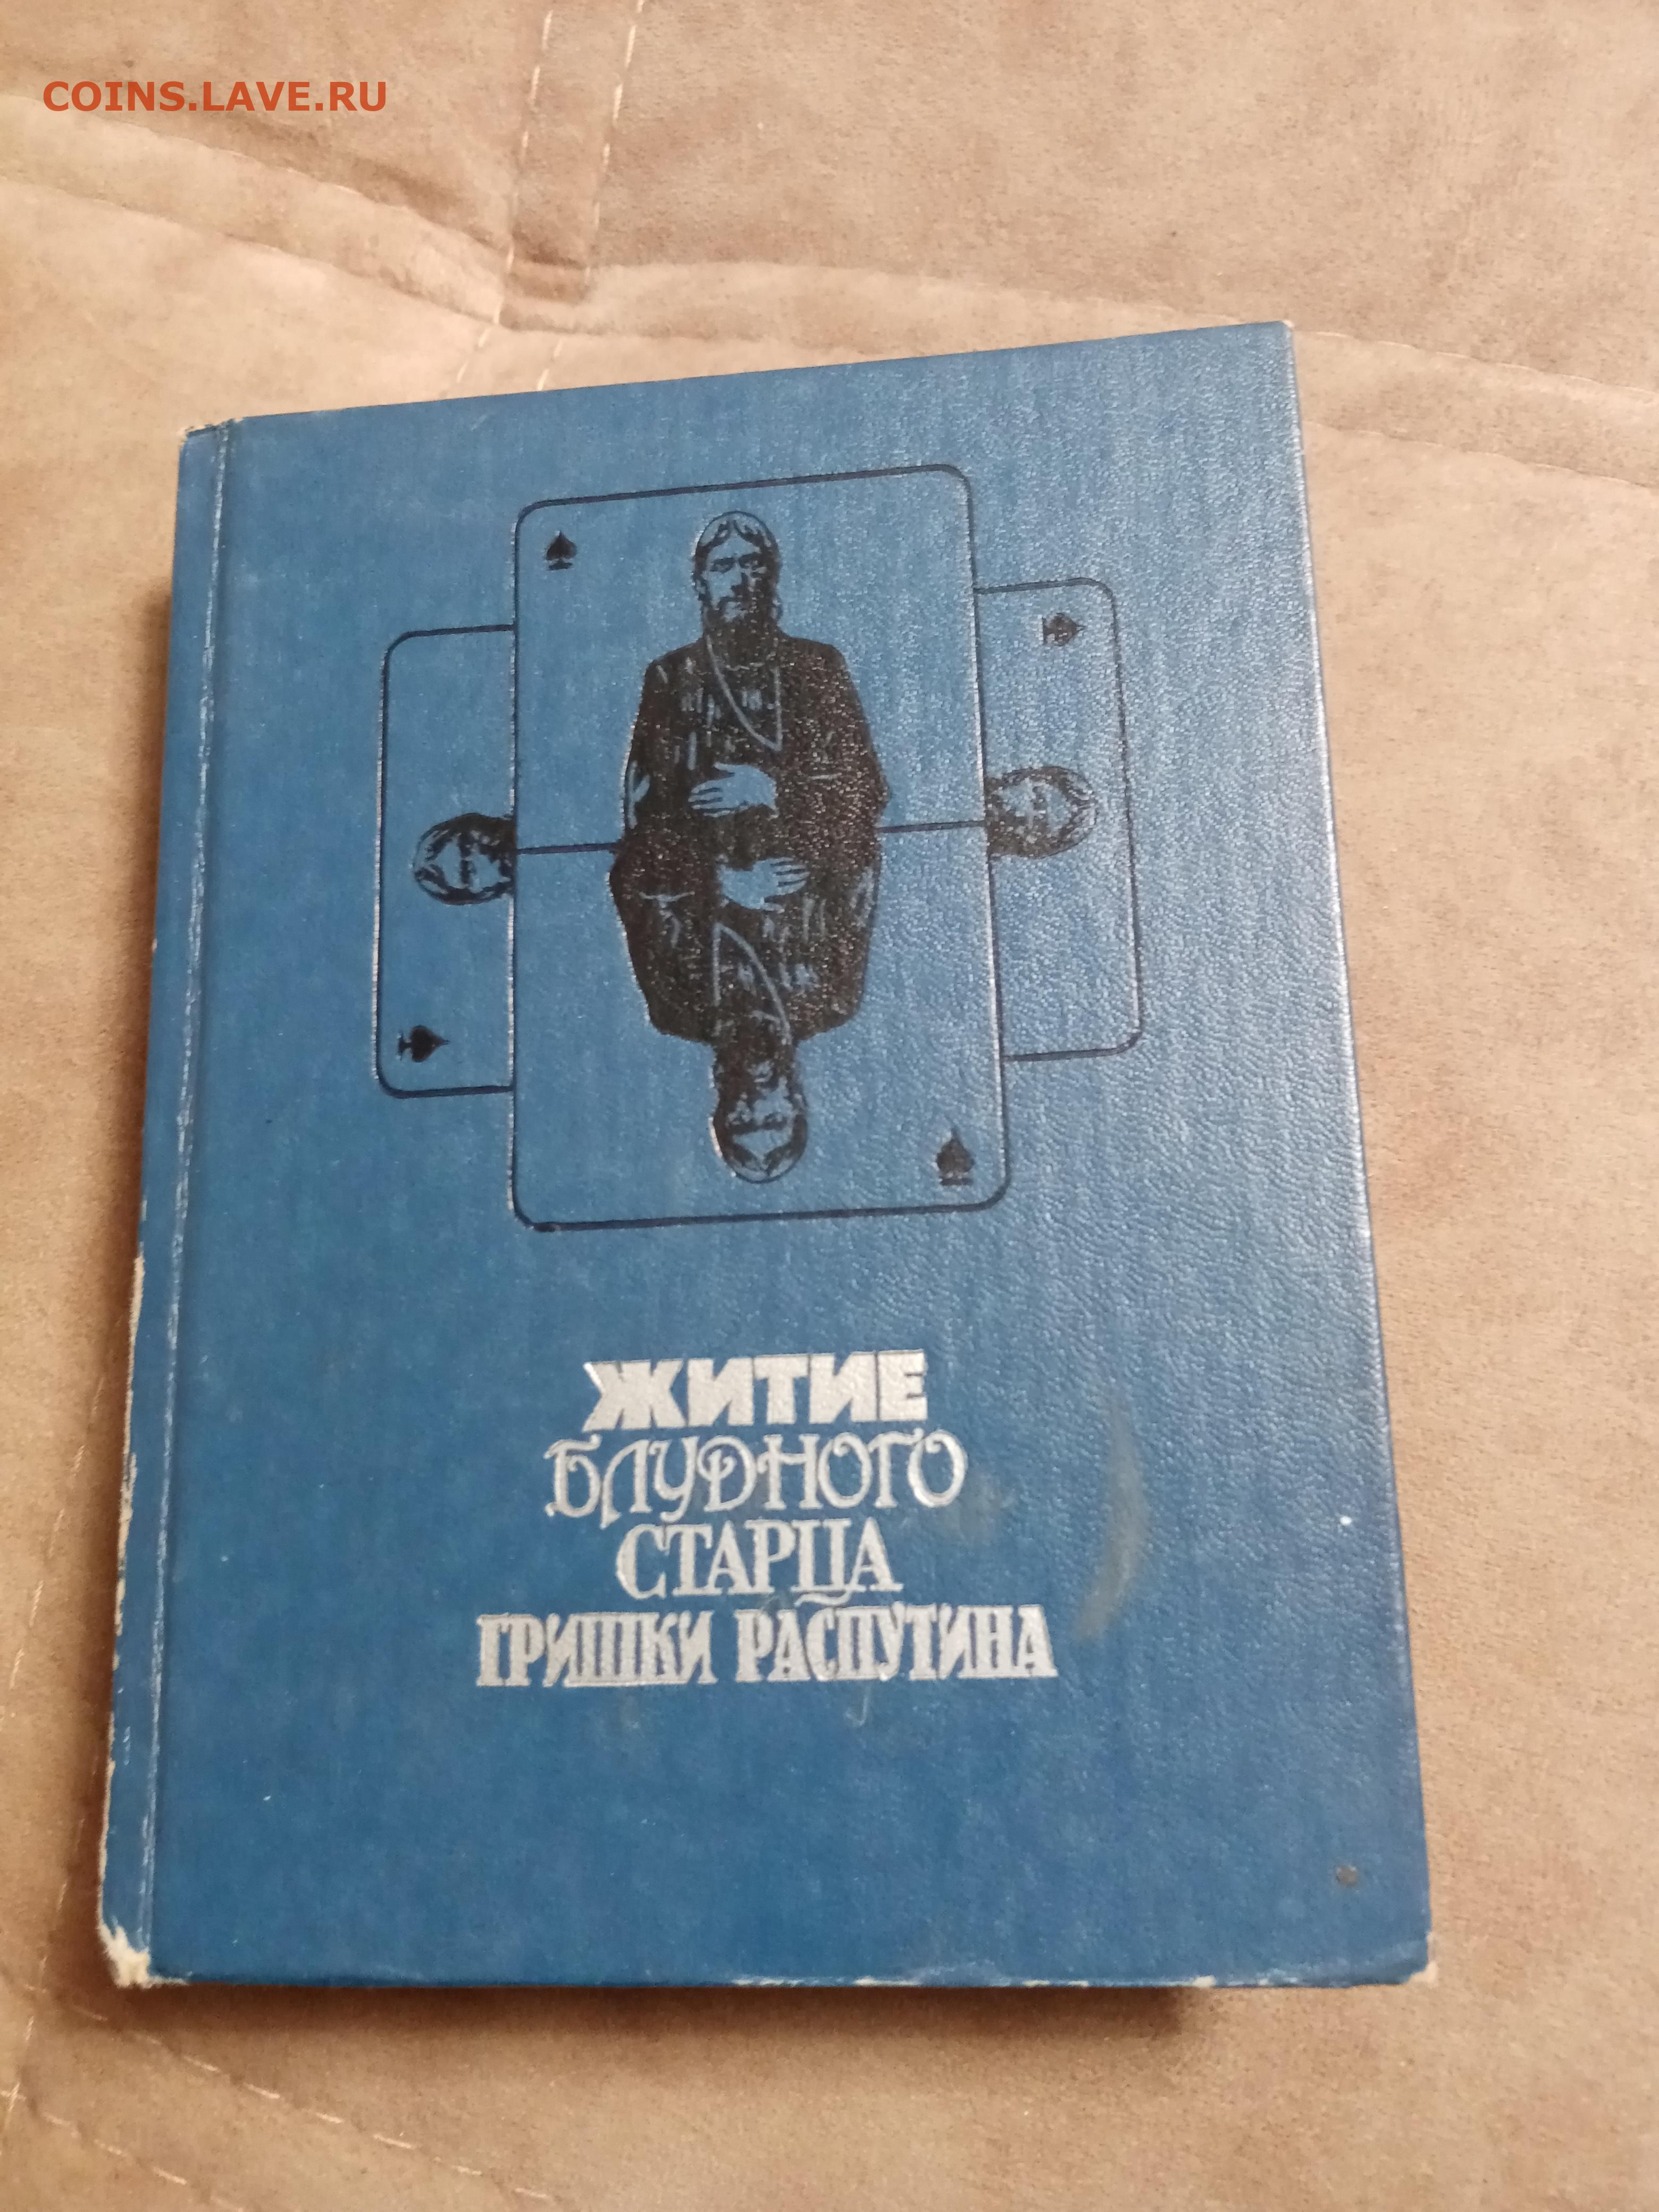 COINS.LAVE.RU
ЖИТИЕ
БЛУДНОГО
СТАРЦА
ГРИШКИ РАСПУТИНА